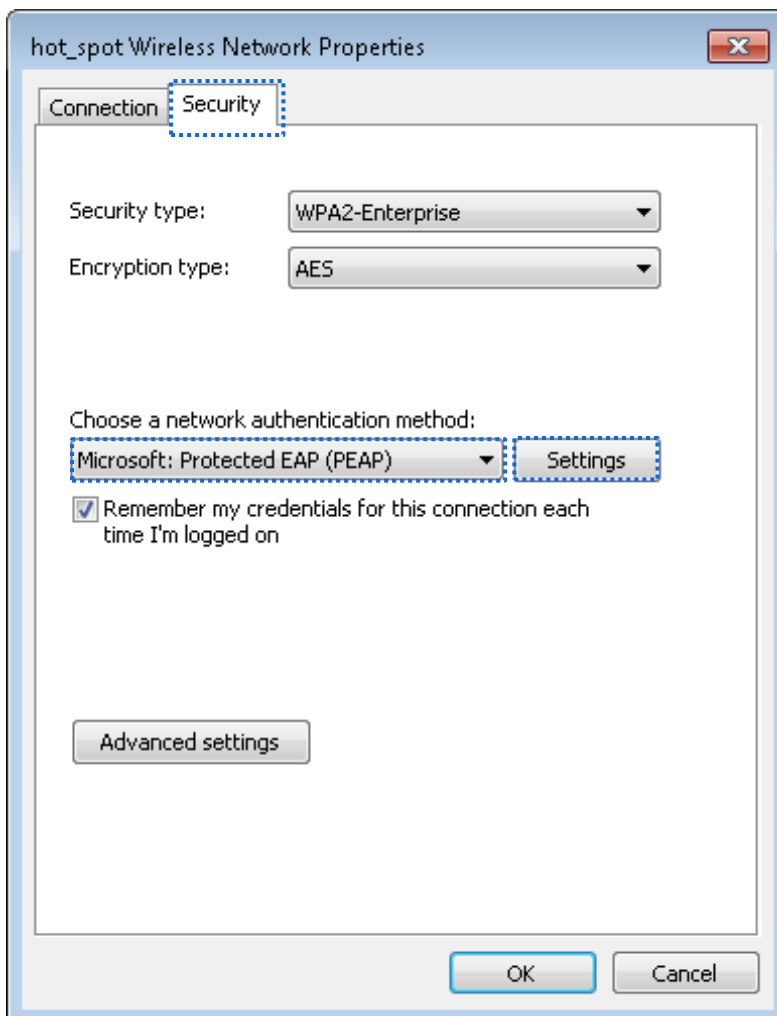 hot_spot Wireless Network Properties
Connection
Security
Security type:
WPA2-Enterprise
Encryption type:
AES
Choose a network authentication method:
Microsoft: Protected EAP (PEAP)
Settings
Remember my credentials for this connection each
time I'm logged on
Advanced settings
OK
Cancel